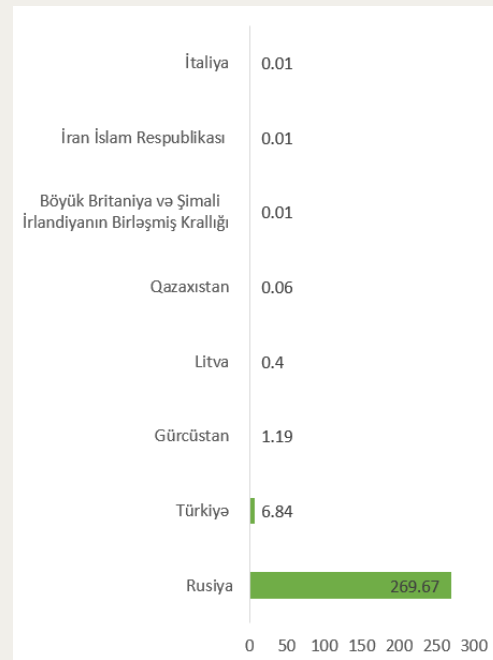 İtaliya 0.01
İran İslam Respublikası 0.01
Böyük Britaniya və Şimali
İrlandiyanın Birləşmiş Krallığı 0.01
Qazaxıstan 0.06
Litva 0.4
Gürcüstan 1.19
Türkiyə 6.84
Rusiya 269.67
0 50 100 150 200 250 300